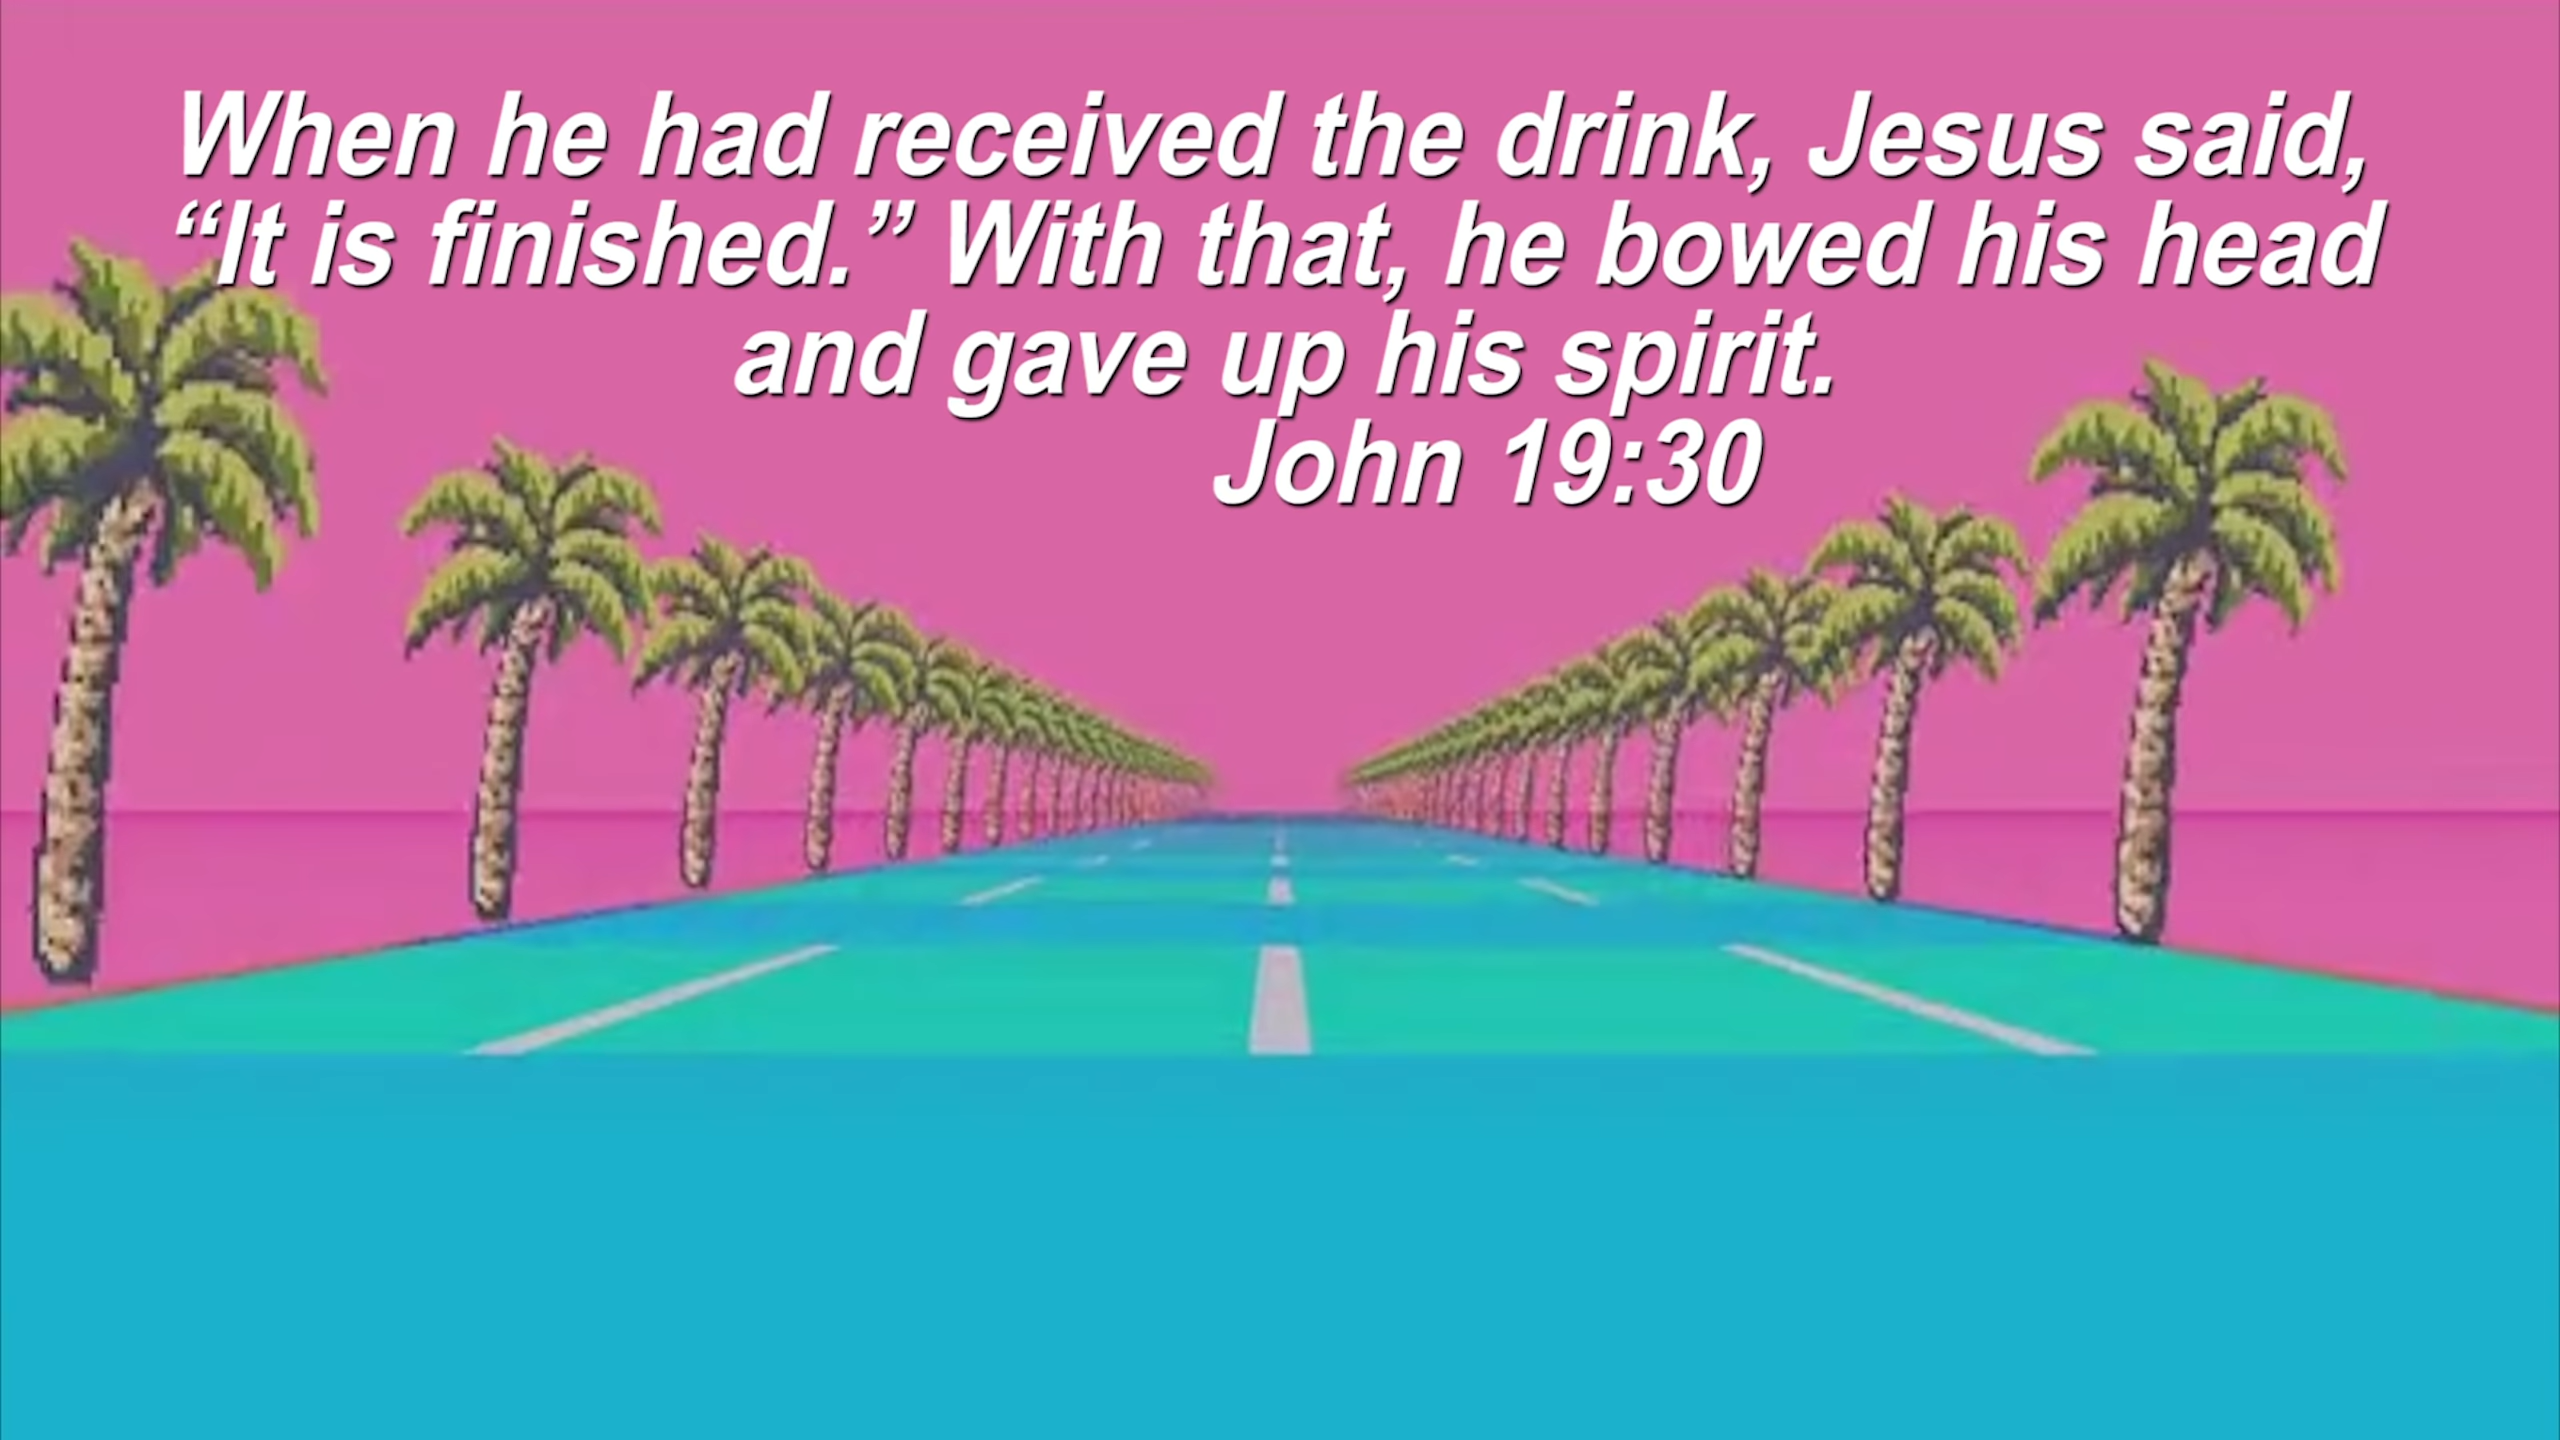 When he had received the drink, Jesus said,
“It is finished.” With that, he bowed his head
and gave up his spirit.
John 19:30